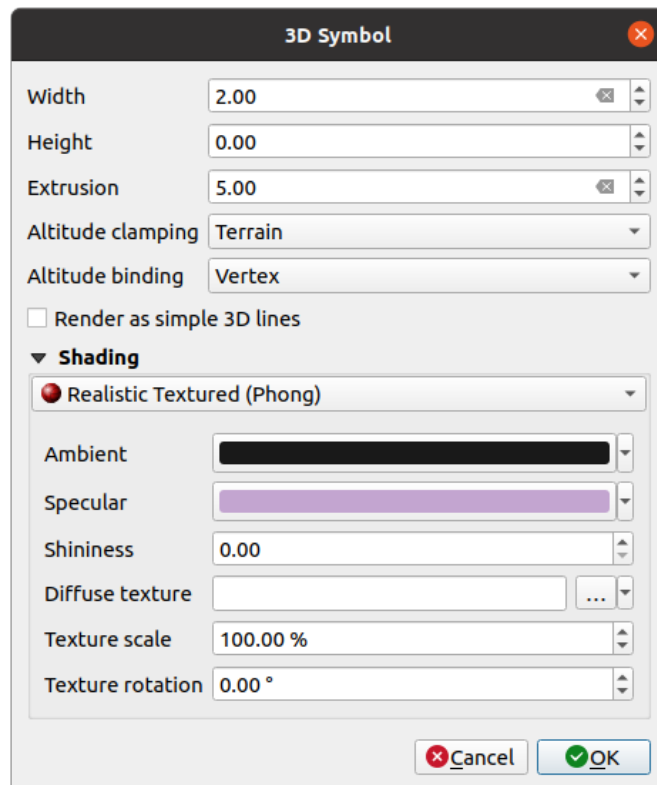 3D Symbol
Width 2.00
Height 0.00
Extrusion 5.00
Altitude clamping Terrain
Altitude binding Vertex
Render as simple 3D lines
Shading
Realistic Textured (Phong)
Ambient
Specular
Shininess 0.00
Diffuse texture ...
Texture scale 100.00 %
Texture rotation 0.00 °
Cancel OK